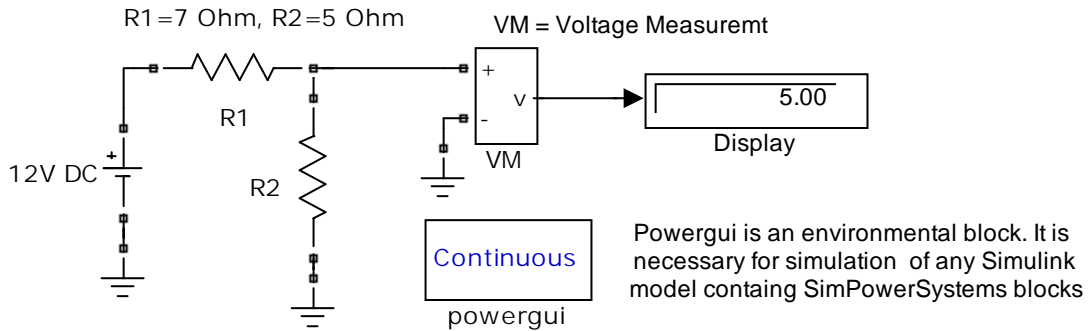 R1=7 Ohm, R2=5 Ohm
VM = Voltage Measuremt
+
v
-
VM
5.00
Display
R1
+
12V DC
R2
Continuous
powergui
Powergui is an environmental block. It is
necessary for simulation of any Simulink
model containg SimPowerSystems blocks